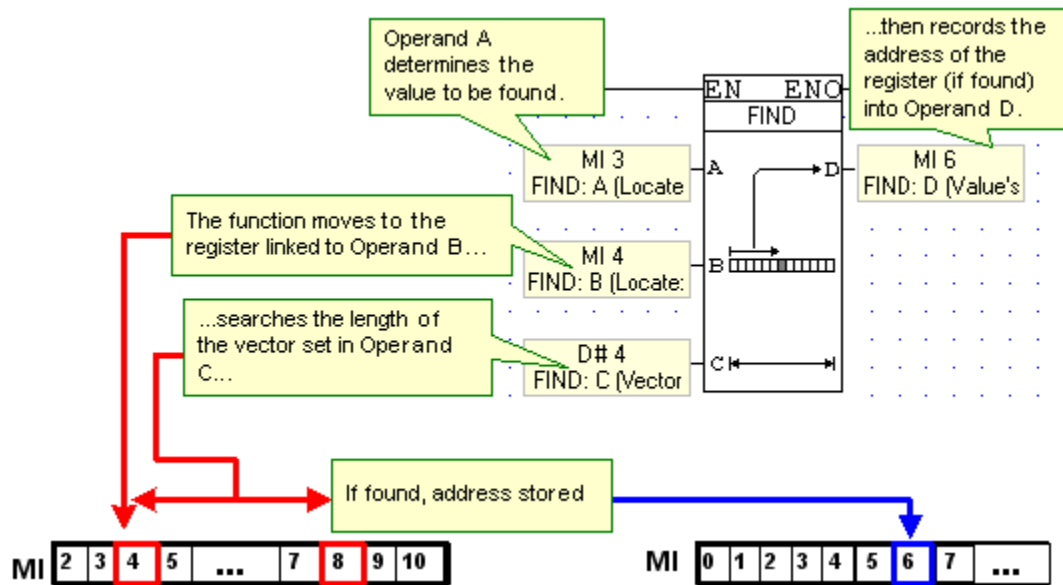 Operand A
determines the
value to be found.
...then records the
address of the
register (if found)
into Operand D.
EN ENO
FIND
MI 3
FIND: A (Locate
A
D
MI 6
FIND: D (Value's
The function moves to the
register linked to Operand B...
MI 4
FIND: B (Locate:
B
...searches the length of
the vector set in Operand
C...
D# 4
FIND: C (Vector
C
If found, address stored
MI 2 3 4 5 ... 7 8 9 10
MI 0 1 2 3 4 5 6 7 ...